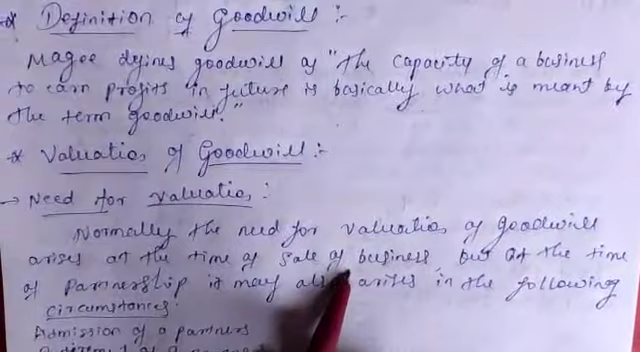 * Definition of Goodwill :-
Magee defines goodwill as "the capacity of a business
to earn profits in future is basically what is meant by
the term goodwill."
* Valuation of Goodwill :-
→ Need for valuation :
Normally the need for valuation of goodwill
arises at the time of sale of business, but at the time
of partnership it may also arises in the following
circumstances.
Admission of a partners